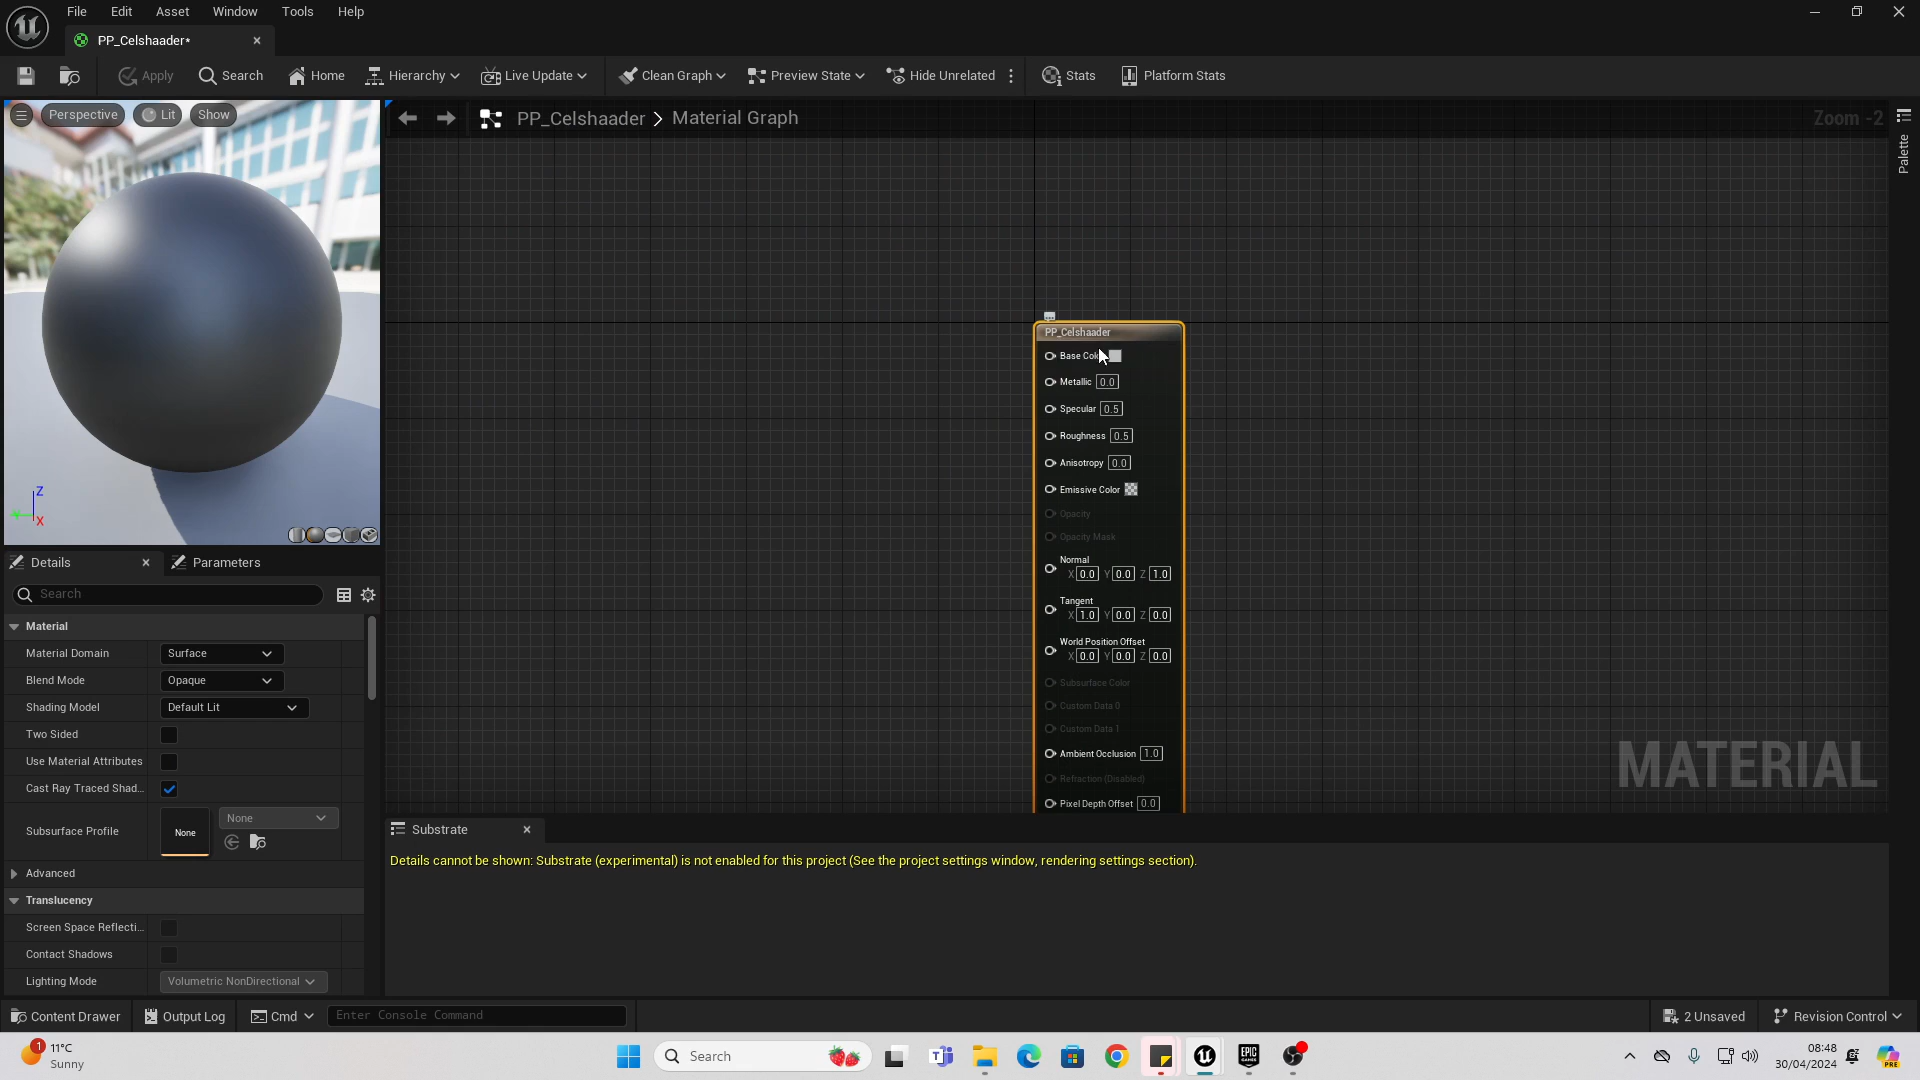 File Edit Asset Window Tools Help
PP_Celshaader*
Apply Search Home Hierarchy Live Update Clean Graph Preview State Hide Unrelated Stats Platform Stats
Perspective Lit Show
PP_Celshaader > Material Graph
Zoom -2
Palette
PP_Celshaader
Base Colo
Metallic 0.0
Specular 0.5
Roughness 0.5
Anisotropy 0.0
Emissive Color
Opacity
Opacity Mask
Normal
X 0.0 Y 0.0 Z 1.0
Tangent
X 1.0 Y 0.0 Z 0.0
World Position Offset
X 0.0 Y 0.0 Z 0.0
Subsurface Color
Custom Data 0
Custom Data 1
Ambient Occlusion 1.0
Refraction (Disabled)
Pixel Depth Offset 0.0
MATERIAL
Z
X
Details Parameters
Search
Material
Material Domain Surface
Blend Mode Opaque
Shading Model Default Lit
Two Sided
Use Material Attributes
Cast Ray Traced Shad...
Subsurface Profile None None
Advanced
Translucency
Screen Space Reflecti...
Contact Shadows
Lighting Mode Volumetric NonDirectional
Substrate
Details cannot be shown: Substrate (experimental) is not enabled for this project (See the project settings window, rendering settings section).
Content Drawer Output Log Cmd Enter Console Command 2 Unsaved Revision Control
1 11°C
Sunny
Search
EPIC GAMES
08:48
30/04/2024
PRE